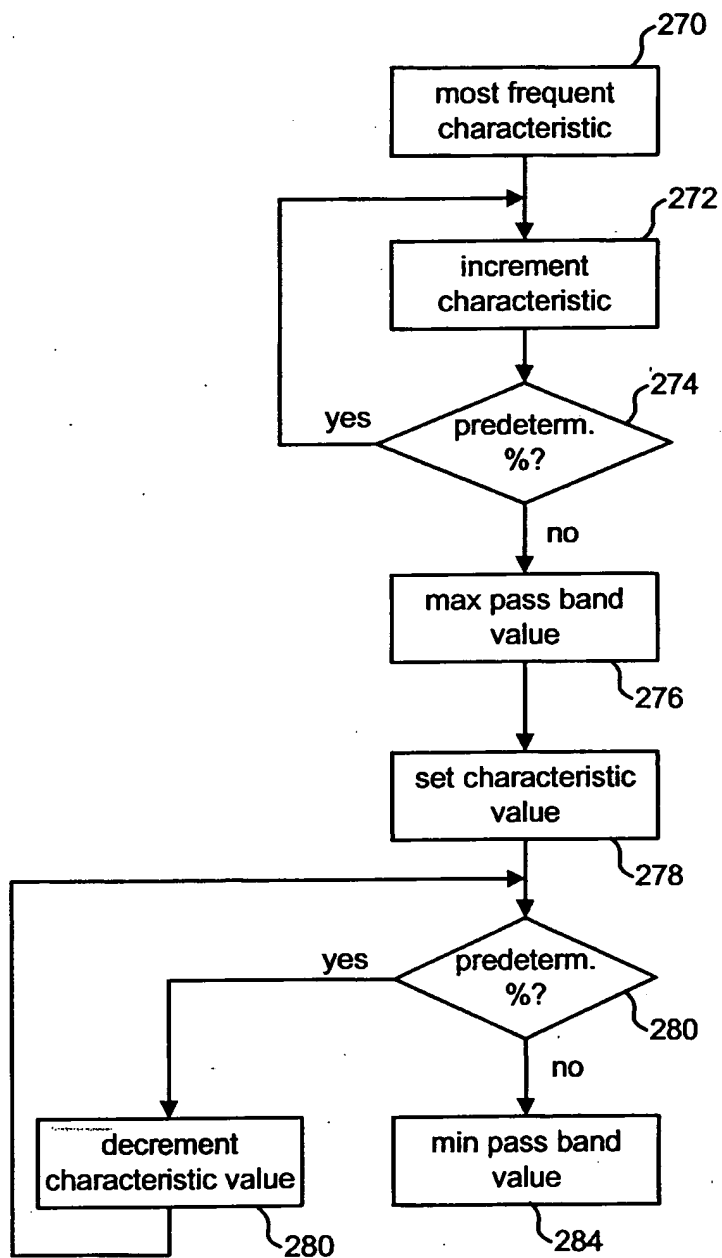 270
most frequent
characteristic
272
increment
characteristic
274
yes
predeterm.
%?
no
max pass band
value
276
set characteristic
value
278
yes
predeterm.
%?
280
no
decrement
characteristic value
280
min pass band
value
284